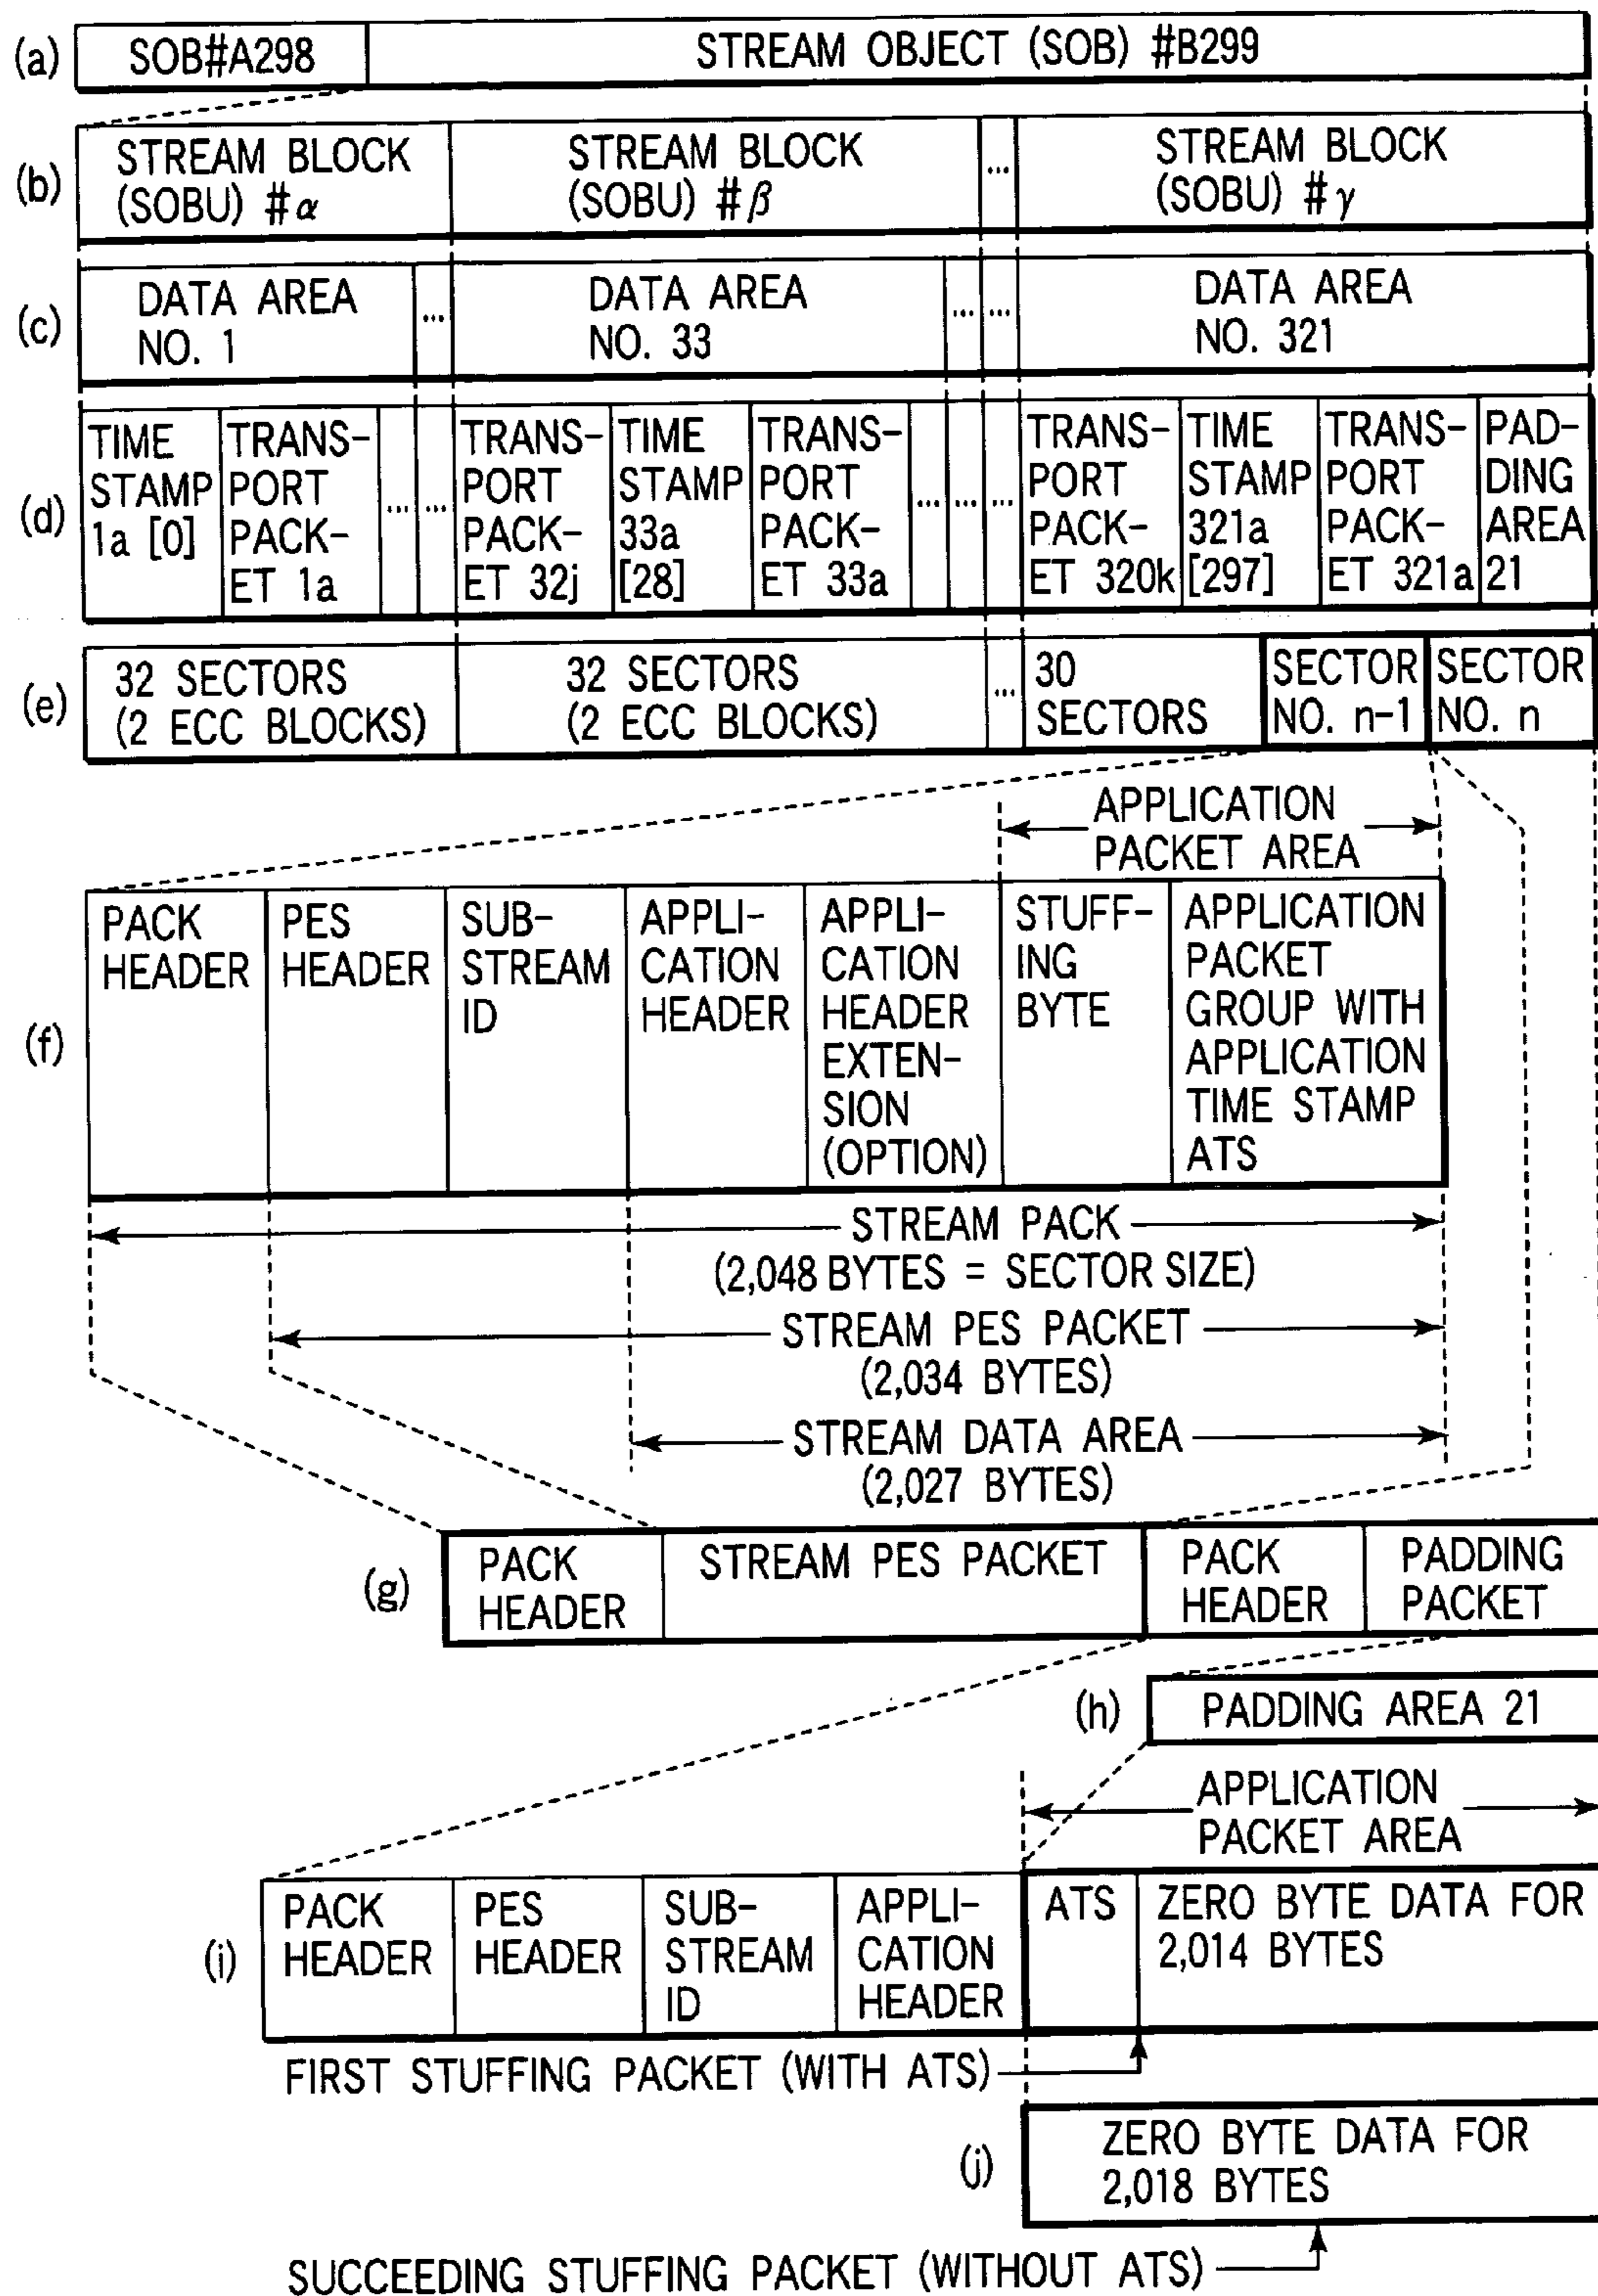 (a)
SOB#A298
STREAM OBJECT (SOB) #B299
(b)
STREAM BLOCK
(SOBU) #α
STREAM BLOCK
(SOBU) #β
...
STREAM BLOCK
(SOBU) #γ
(c)
DATA AREA
NO. 1
...
DATA AREA
NO. 33
...
...
DATA AREA
NO. 321
(d)
TIME
STAMP
1a [0]
TRANS-
PORT
PACK-
ET 1a
...
...
TRANS-
PORT
PACK-
ET 32j
TIME
STAMP
33a
[28]
TRANS-
PORT
PACK-
ET 33a
...
...
...
TRANS-
PORT
PACK-
ET 320k
TIME
STAMP
321a
[297]
TRANS-
PORT
PACK-
ET 321a
PAD-
DING
AREA
21
(e)
32 SECTORS
(2 ECC BLOCKS)
32 SECTORS
(2 ECC BLOCKS)
...
30
SECTORS
SECTOR
NO. n-1
SECTOR
NO. n
APPLICATION
PACKET AREA
(f)
PACK
HEADER
PES
HEADER
SUB-
STREAM
ID
APPLI-
CATION
HEADER
APPLI-
CATION
HEADER
EXTEN-
SION
(OPTION)
STUFF-
ING
BYTE
APPLICATION
PACKET
GROUP WITH
APPLICATION
TIME STAMP
ATS
STREAM PACK
(2,048 BYTES = SECTOR SIZE)
STREAM PES PACKET
(2,034 BYTES)
STREAM DATA AREA
(2,027 BYTES)
(g)
PACK
HEADER
STREAM PES PACKET
PACK
HEADER
PADDING
PACKET
(h)
PADDING AREA 21
APPLICATION
PACKET AREA
(i)
PACK
HEADER
PES
HEADER
SUB-
STREAM
ID
APPLI-
CATION
HEADER
ATS
ZERO BYTE DATA FOR
2,014 BYTES
FIRST STUFFING PACKET (WITH ATS)
(j)
ZERO BYTE DATA FOR
2,018 BYTES
SUCCEEDING STUFFING PACKET (WITHOUT ATS)